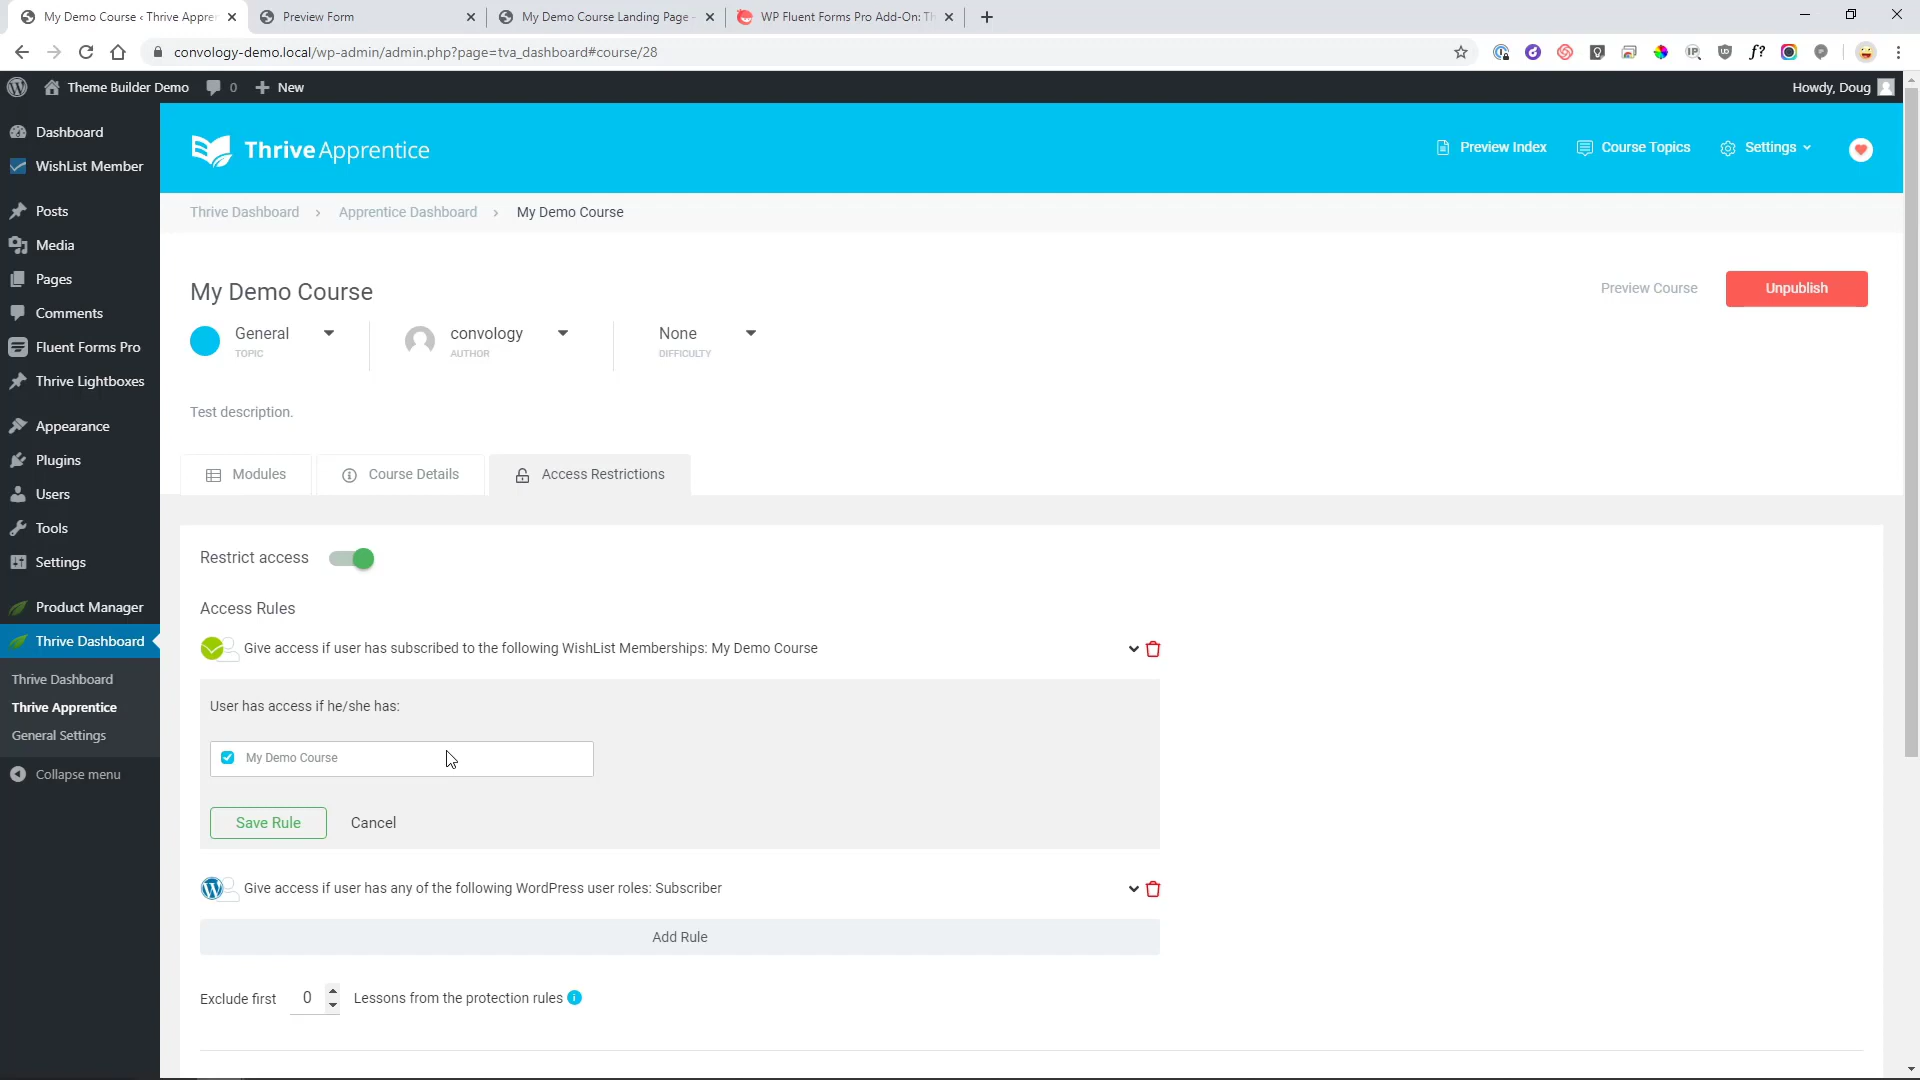 My Demo Course ‹ Thrive Appren
Preview Form
My Demo Course Landing Page -
WP Fluent Forms Pro Add-On: Th
convology-demo.local/wp-admin/admin.php?page=tva_dashboard#course/28
Theme Builder Demo
0
New
Howdy, Doug
Dashboard
WishList Member
Posts
Media
Pages
Comments
Fluent Forms Pro
Thrive Lightboxes
Appearance
Plugins
Users
Tools
Settings
Product Manager
Thrive Dashboard
Thrive Dashboard
Thrive Apprentice
General Settings
Collapse menu
Thrive Apprentice
Preview Index
Course Topics
Settings
Thrive Dashboard › Apprentice Dashboard › My Demo Course
My Demo Course
Preview Course
Unpublish
General
TOPIC
convology
AUTHOR
None
DIFFICULTY
Test description.
Modules
Course Details
Access Restrictions
Restrict access
Access Rules
Give access if user has subscribed to the following WishList Memberships: My Demo Course
User has access if he/she has:
My Demo Course
Save Rule
Cancel
Give access if user has any of the following WordPress user roles: Subscriber
Add Rule
Exclude first 0 Lessons from the protection rules